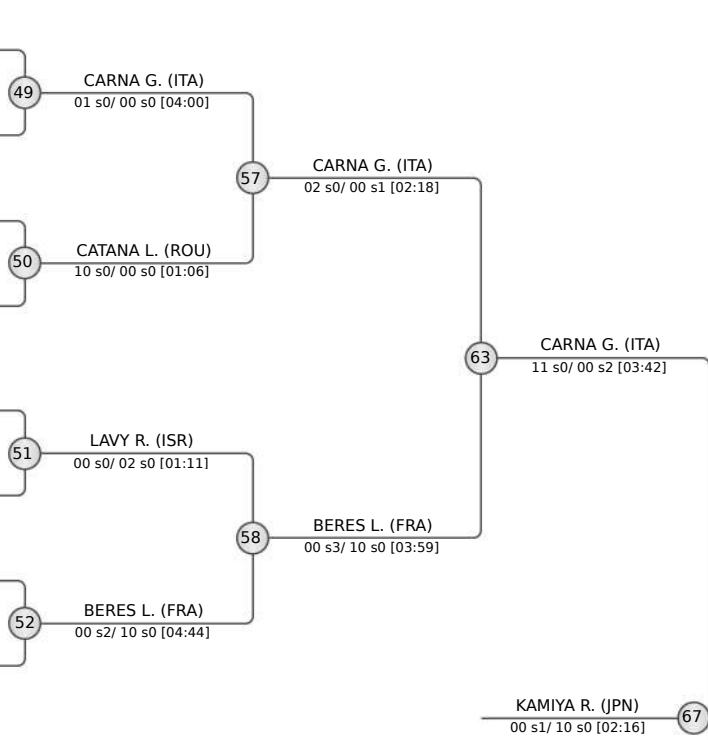 49
CARNA G. (ITA)
01 s0/ 00 s0 [04:00]
57
CARNA G. (ITA)
02 s0/ 00 s1 [02:18]
50
CATANA L. (ROU)
10 s0/ 00 s0 [01:06]
63
CARNA G. (ITA)
11 s0/ 00 s2 [03:42]
51
LAVY R. (ISR)
00 s0/ 02 s0 [01:11]
58
BERES L. (FRA)
00 s3/ 10 s0 [03:59]
52
BERES L. (FRA)
00 s2/ 10 s0 [04:44]
KAMIYA R. (JPN)
00 s1/ 10 s0 [02:16]
67